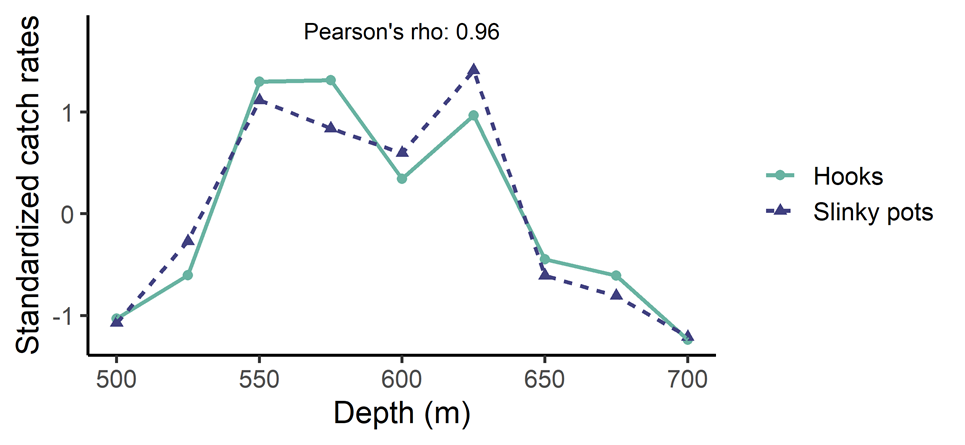 Pearson's rho: 0.96
Standardized catch rates
1
0
-1
500 550 600 650 700
Depth (m)
Hooks
Slinky pots